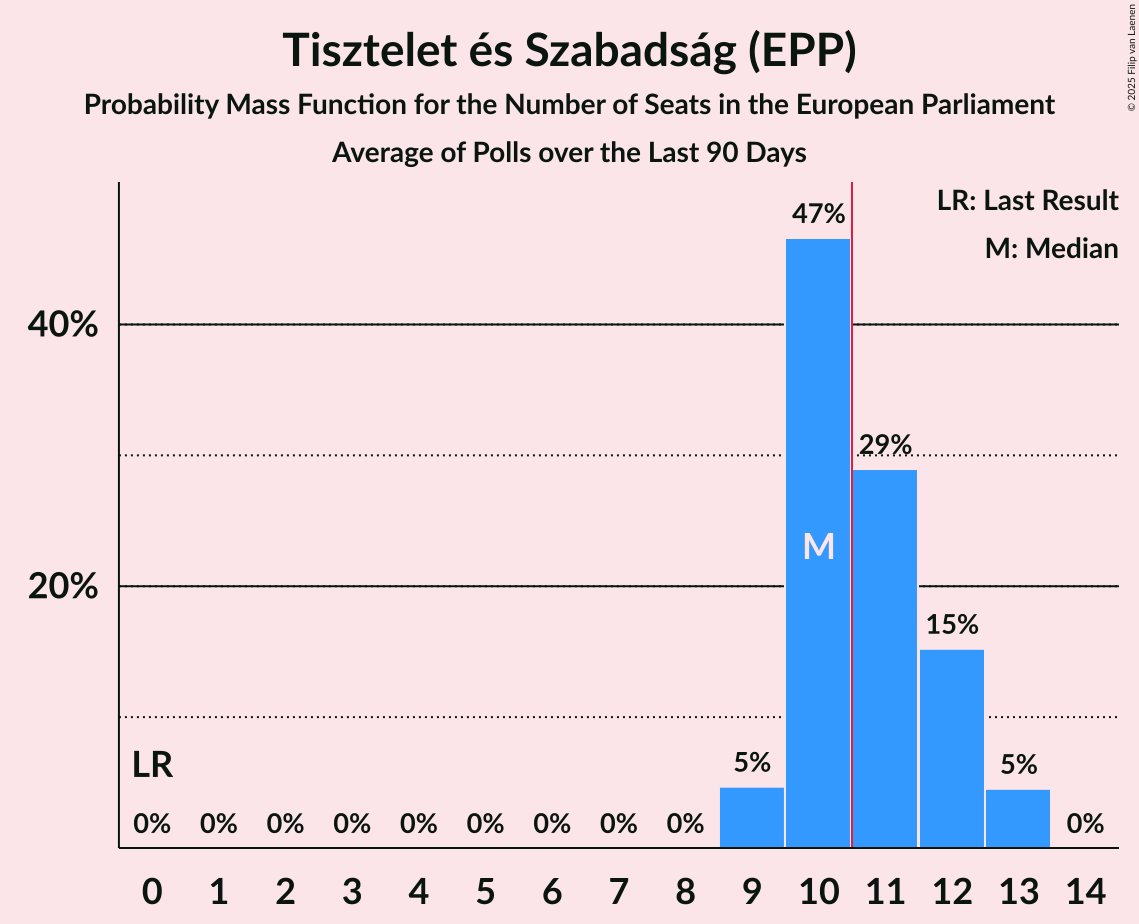 Tisztelet és Szabadság (EPP)
Probability Mass Function for the Number of Seats in the European Parliament
Average of Polls over the Last 90 Days
© 2025 Filip van Laenen
LR: Last Result
M: Median
47%
40%
29%
M
20%
15%
LR
5%
5%
0% 0% 0% 0% 0% 0% 0% 0% 0% 0%
0 1 2 3 4 5 6 7 8 9 10 11 12 13 14